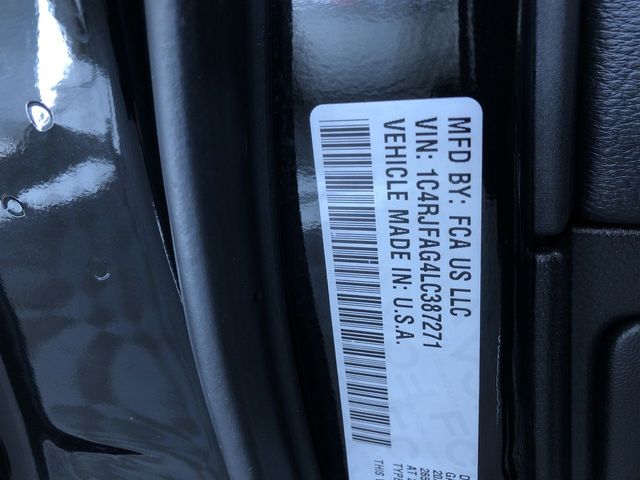 MFD BY: FCA US LLC
VIN: 1C4RJFAG4LC387271
VEHICLE MADE IN: U.S.A.